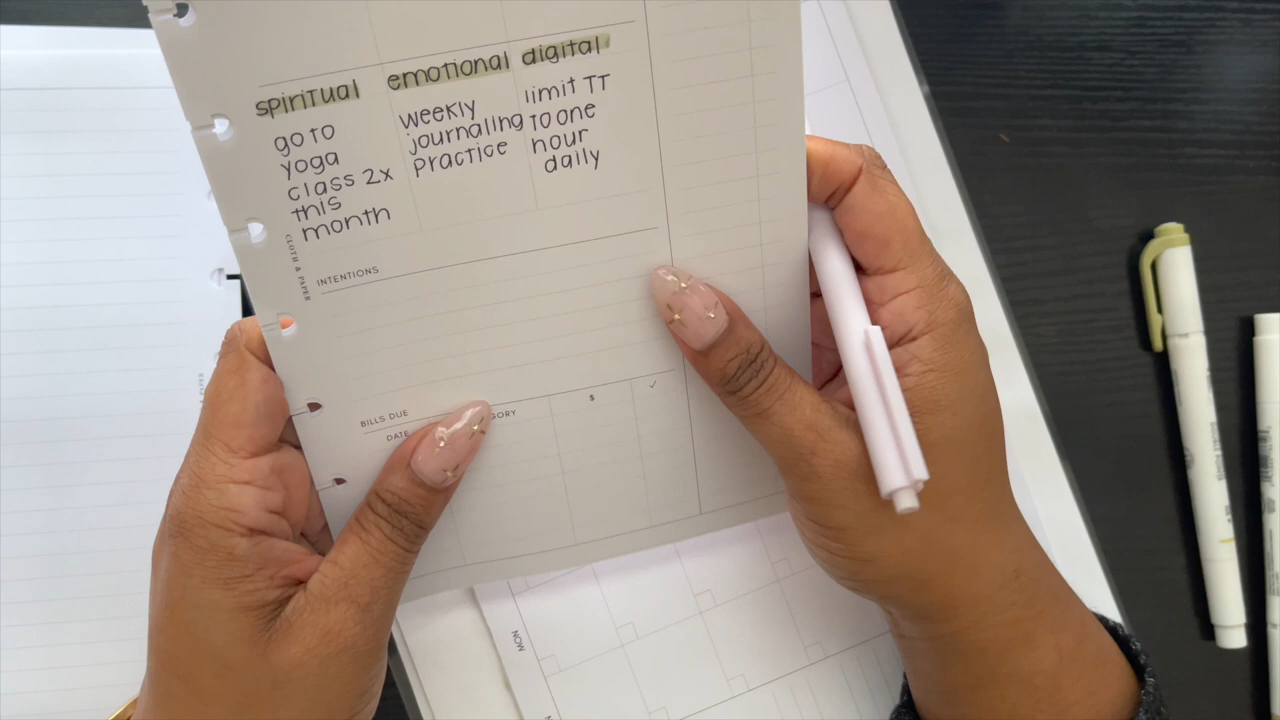 spiritual
go to
yoga
class 2x
this
month
emotional
weekly
journaling
practice
digital
limit TT
to one
hour
daily
CLOTH & PAPER
INTENTIONS
BILLS DUE
DATE
$
✓
MON